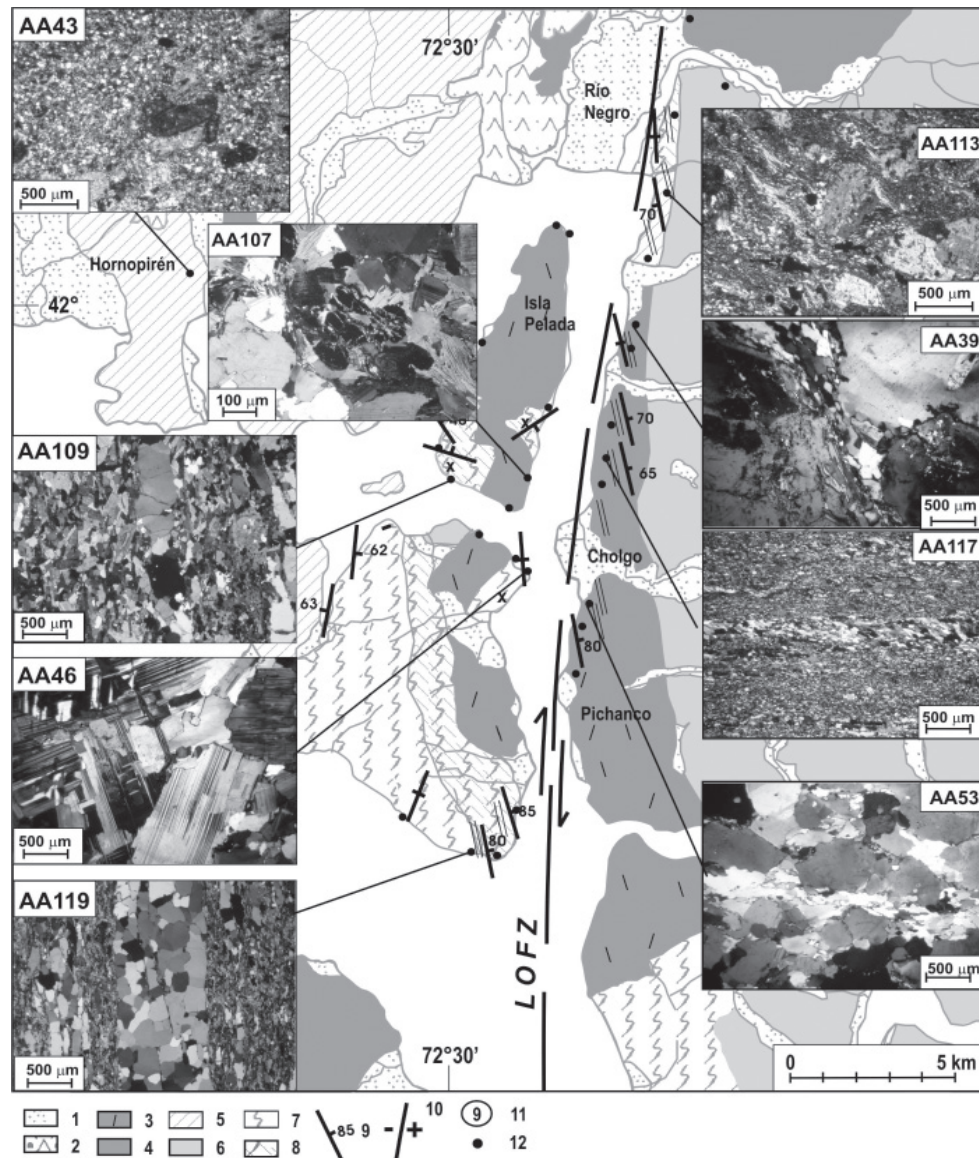 AA43
500 µm
72°30'
Río
Negro
AA113
500 µm
70
Hornopirén
42°
AA107
100 µm
Isla
Pelada
AA39
500 µm
x
x
70
65
AA109
500 µm
62
63
Cholgo
x
80
AA117
500 µm
AA46
500 µm
Pichanco
85
80
AA53
500 µm
AA119
500 µm
LOFZ
72°30'
0 5 km
1 3 5 7 85 9 - + 10 9 11
2 4 6 8 12